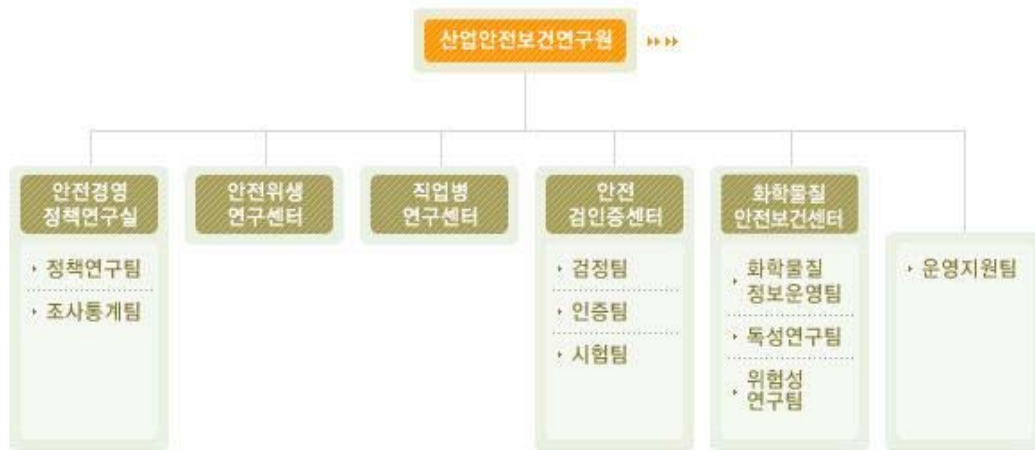 산업안전보건연구원
안전경영
정책연구실
정책연구팀
조사통계팀
안전위생
연구센터
직업병
연구센터
안전
검인증센터
검정팀
인증팀
시험팀
화학물질
안전보건센터
화학물질
정보운영팀
독성연구팀
위험성
연구팀
운영지원팀